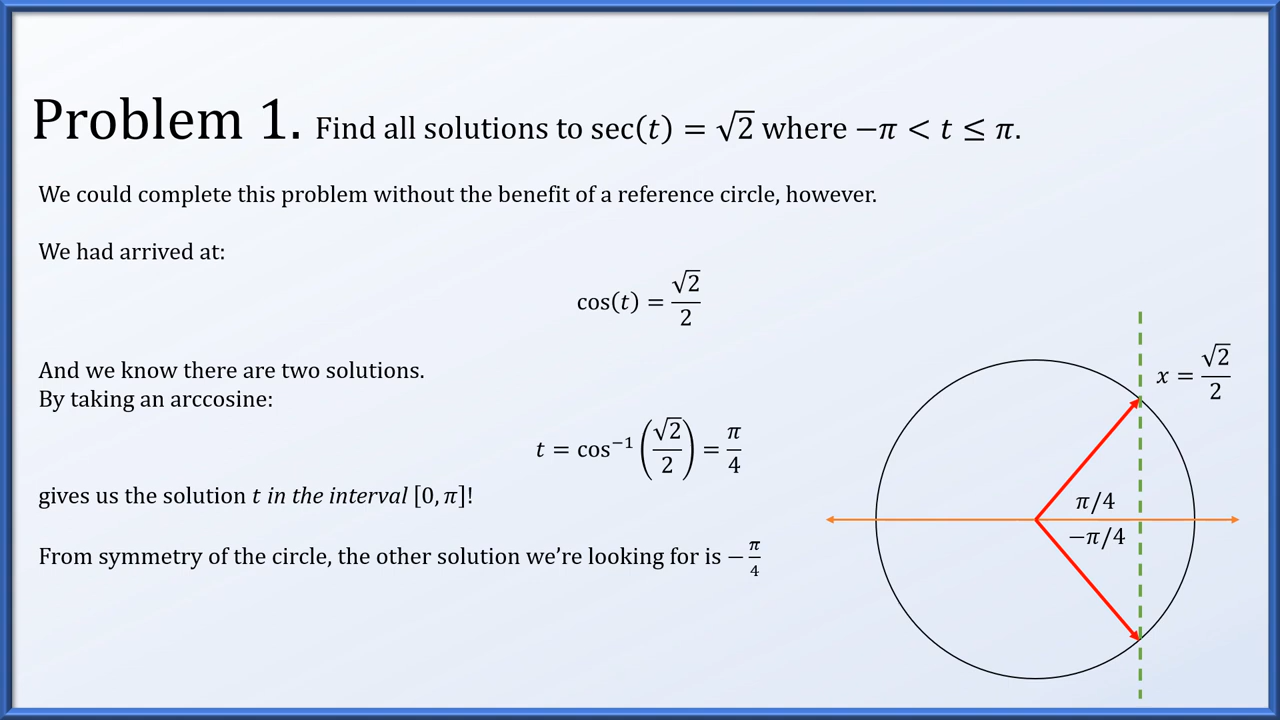 Problem 1. Find all solutions to sec(t) = √2 where −π < t ≤ π.
We could complete this problem without the benefit of a reference circle, however.
We had arrived at:
cos(t) = √2/2
And we know there are two solutions.
By taking an arccosine:
t = cos⁻¹(√2/2) = π/4
gives us the solution t in the interval [0, π]!
From symmetry of the circle, the other solution we’re looking for is −π/4
x = √2/2
π/4
−π/4